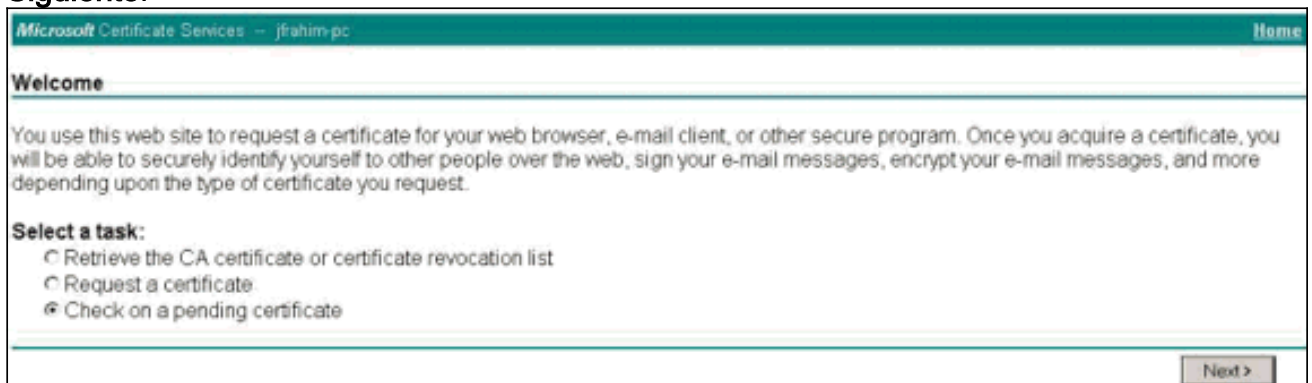 Siguiente.
Microsoft Certificate Services -- jfrahim-pc Home
Welcome
You use this web site to request a certificate for your web browser, e-mail client, or other secure program. Once you acquire a certificate, you
will be able to securely identify yourself to other people over the web, sign your e-mail messages, encrypt your e-mail messages, and more
depending upon the type of certificate you request.
Select a task:
Retrieve the CA certificate or certificate revocation list
Request a certificate
Check on a pending certificate
Next >